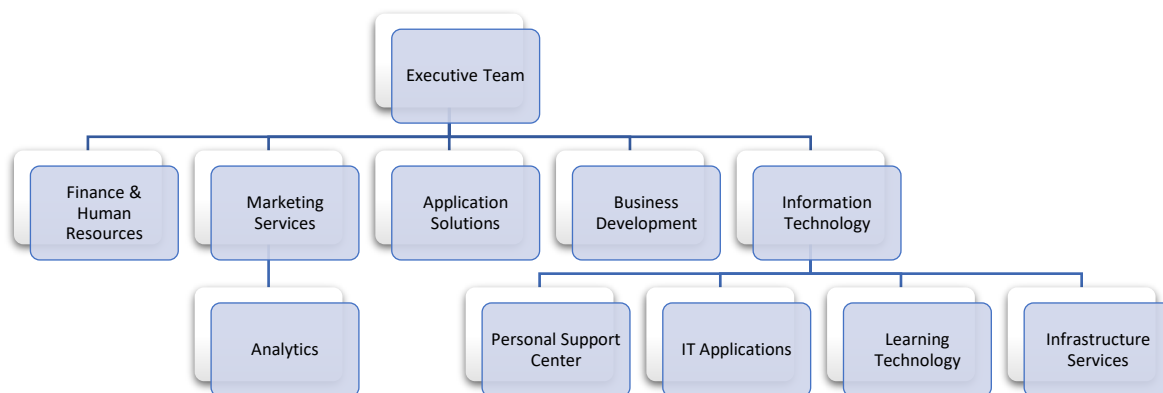 Executive Team
Finance &
Human
Resources
Marketing
Services
Application
Solutions
Business
Development
Information
Technology
Analytics
Personal Support
Center
IT Applications
Learning
Technology
Infrastructure
Services